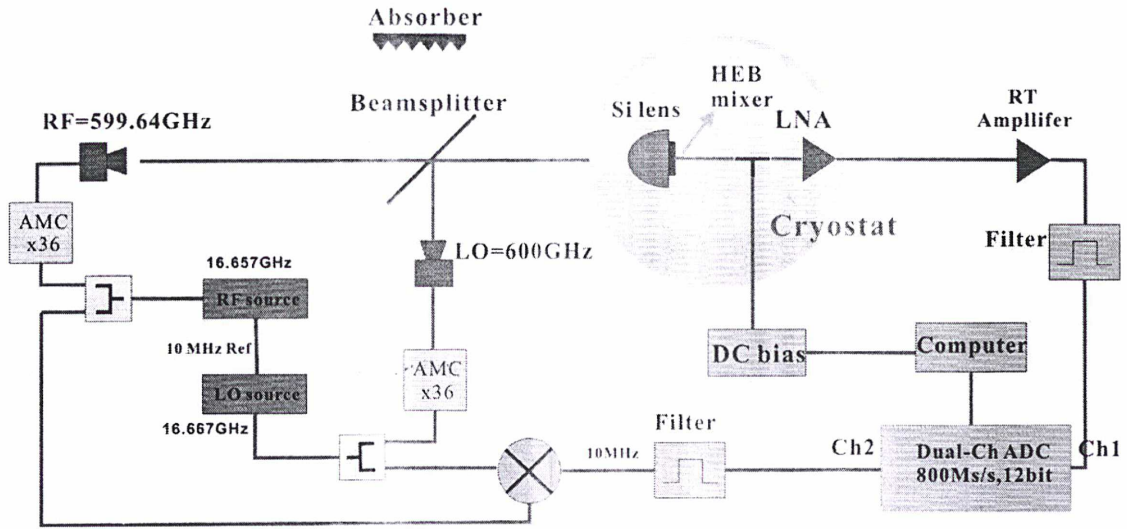 Absorber
Beamsplitter
HEB
mixer
Si lens
LNA
RT
Ampllifer
RF=599.64GHz
Cryostat
AMC
x36
LO=600GHz
Filter
16.657GHz
RF source
10 MHz Ref
DC bias
Computer
LO source
AMC
x36
16.667GHz
Filter
Ch2
Dual-Ch ADC
800Ms/s,12bit
Ch1
10MHz